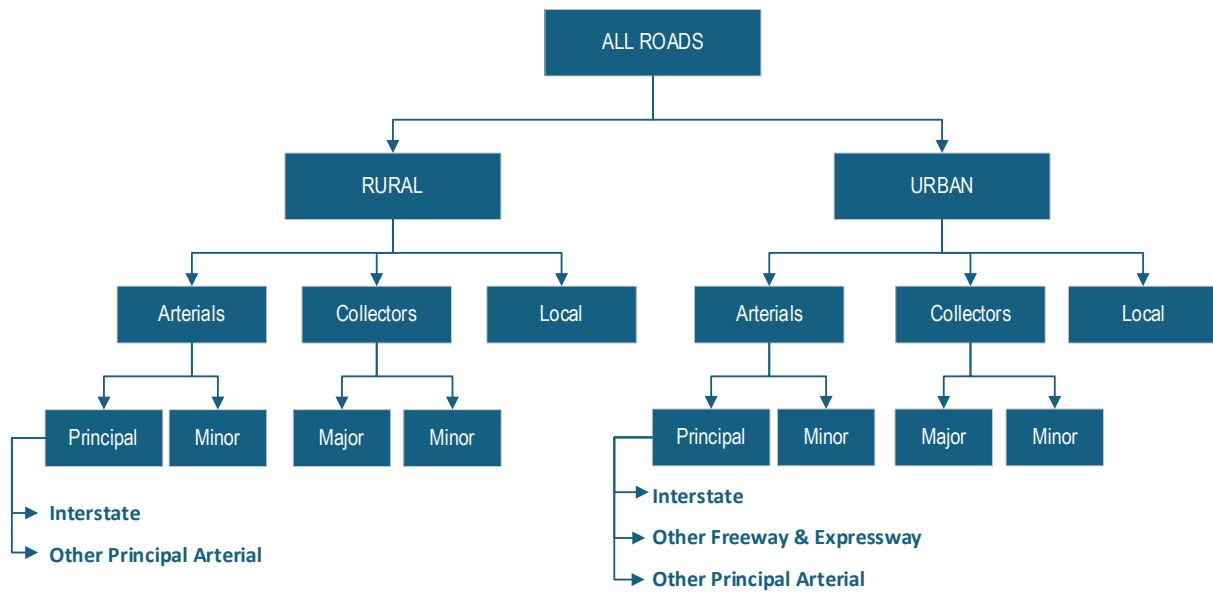 ALL ROADS
RURAL
URBAN
Arterials
Collectors
Local
Arterials
Collectors
Local
Principal
Minor
Major
Minor
Principal
Minor
Major
Minor
Interstate
Other Principal Arterial
Interstate
Other Freeway & Expressway
Other Principal Arterial